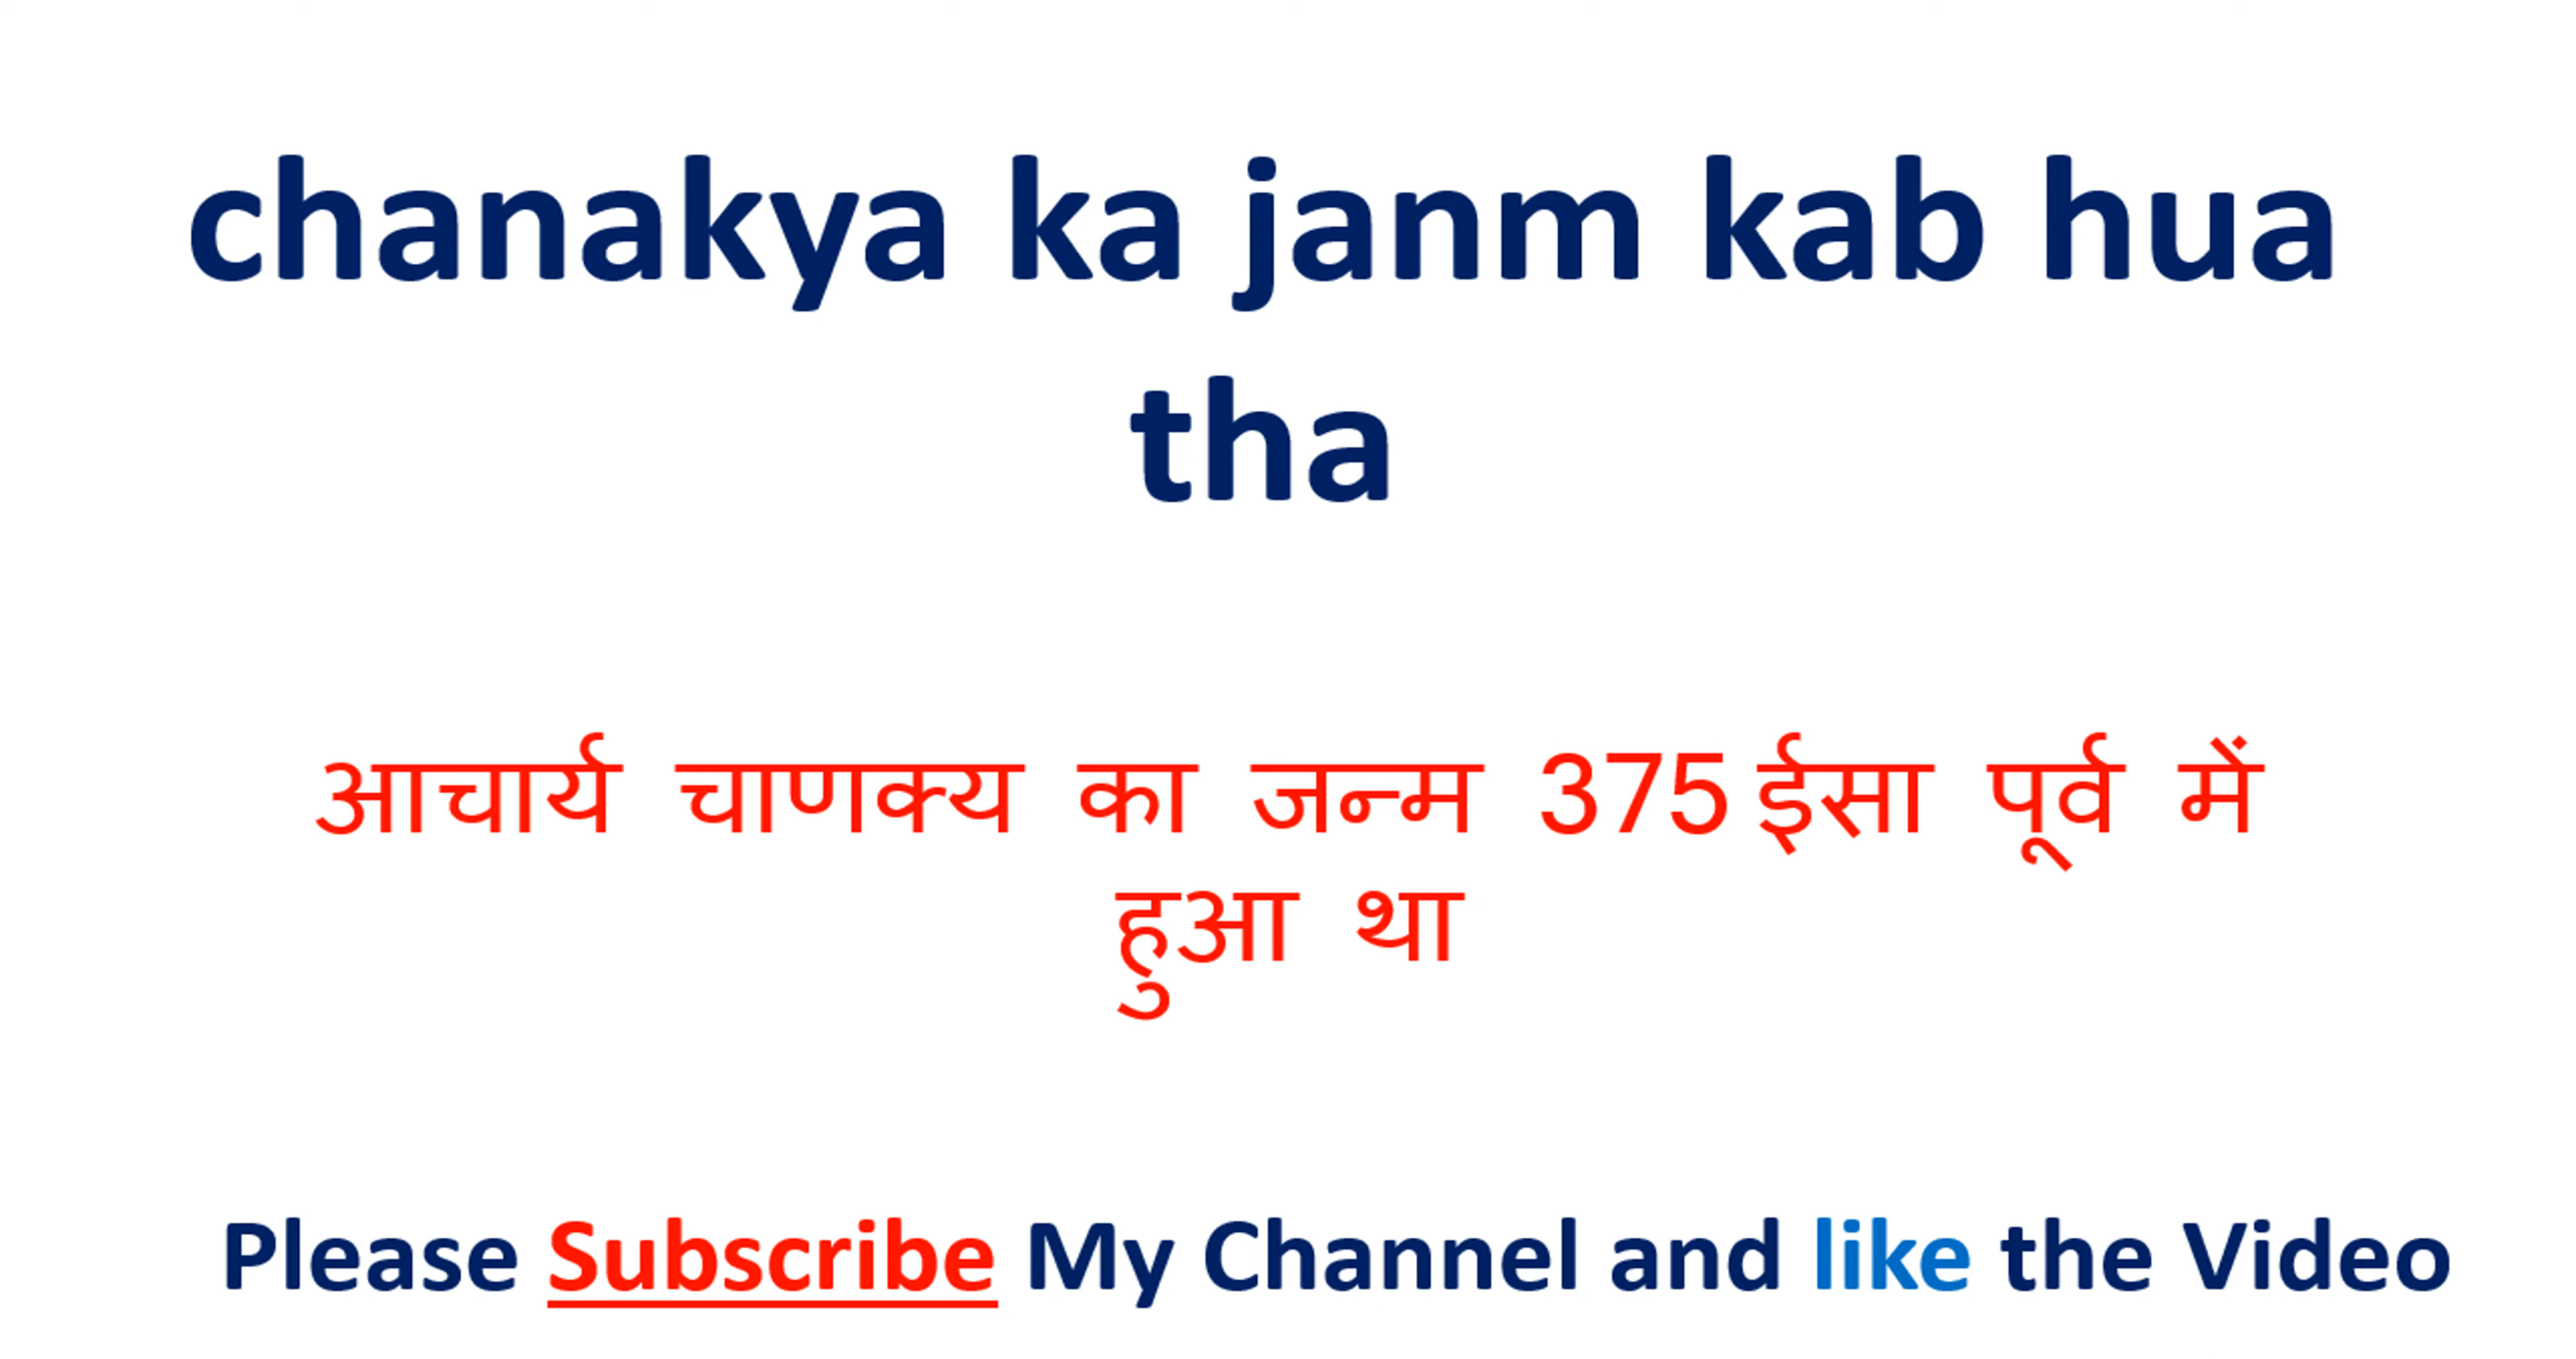 chanakya ka janm kab hua
tha
आचार्य चाणक्य का जन्म 375 ईसा पूर्व में
हुआ था
Please Subscribe My Channel and like the Video